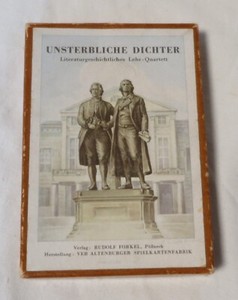 UNSTERBLICHE DICHTER
Literaturgeschichtliches Lehr-Quartett
Verlag: RUDOLF FORKEL, Pößneck
Herstellung: VEB ALTENBURGER SPIELKARTENFABRIK